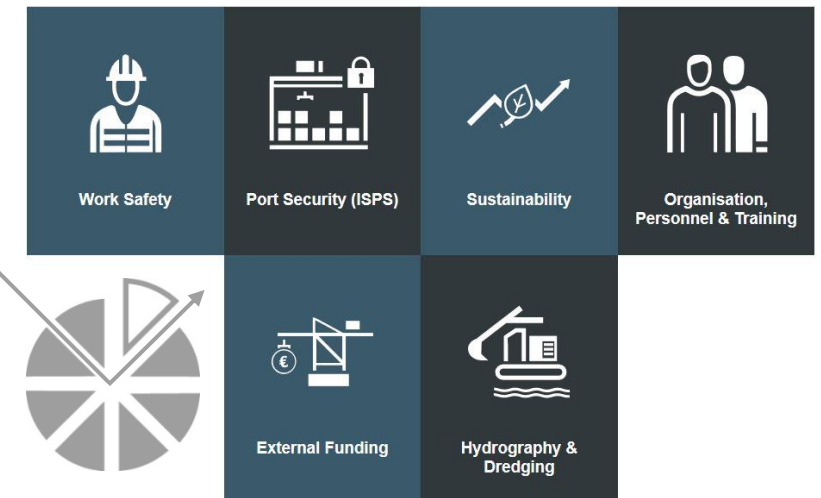 Work Safety
Port Security (ISPS)
Sustainability
Organisation,
Personnel & Training
€
External Funding
Hydrography &
Dredging